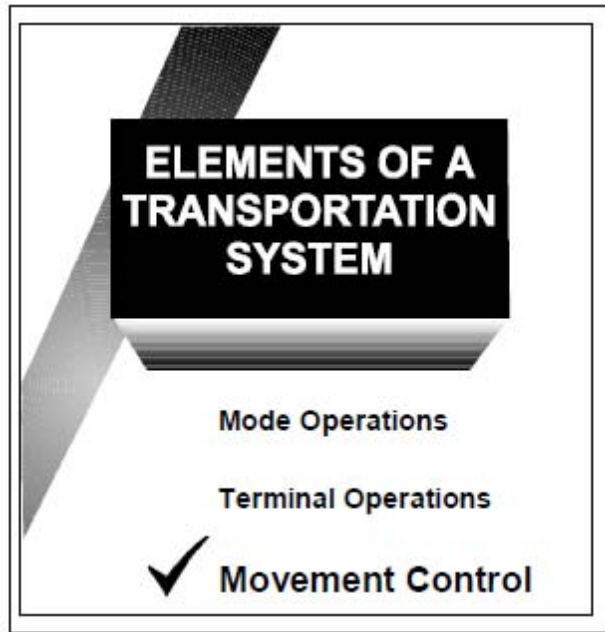 ELEMENTS OF A
TRANSPORTATION
SYSTEM
Mode Operations
Terminal Operations
Movement Control